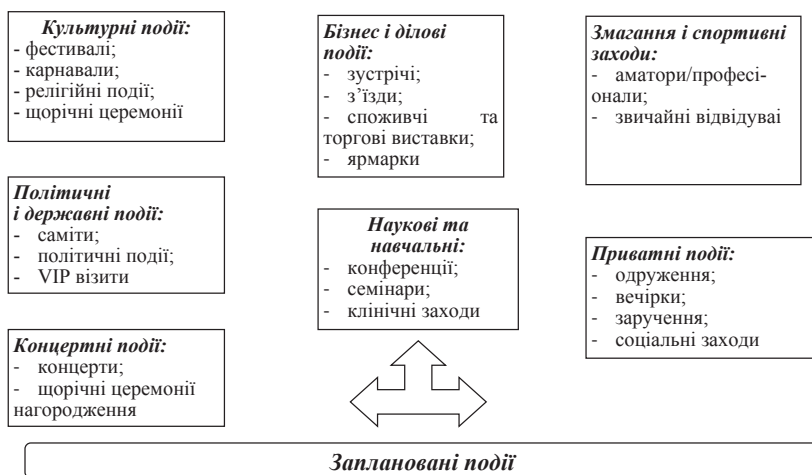 Культурні події:
- фестивалі;
- карнавали;
- релігійні події;
- щорічні церемонії
Політичні
і державні події:
- саміти;
- політичні події;
- VIP візити
Концертні події:
- концерти;
- щорічні церемонії
нагородження
Бізнес і ділові
події:
- зустрічі;
- з’їзди;
- споживчі та
торгові виставки;
- ярмарки
Наукові та
навчальні:
- конференції;
- семінари;
- клінічні заходи
Змагання і спортивні
заходи:
- аматори/професі-
онали;
- звичайні відвідуваі
Приватні події:
- одруження;
- вечірки;
- заручення;
- соціальні заходи
Заплановані події